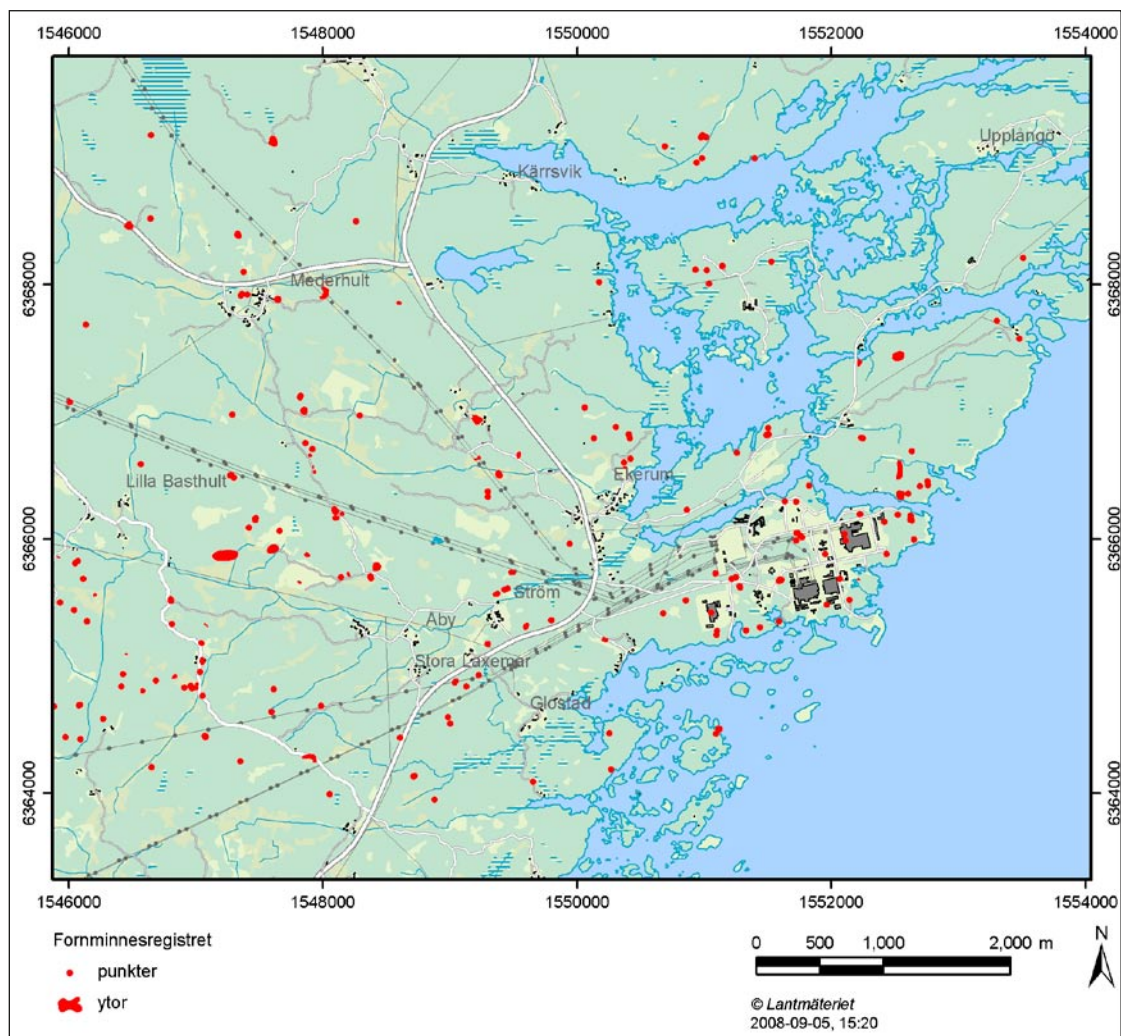 1546000 1548000 1550000 1552000 1554000
Upplångö
Kärrsvik
6368000
Mederhult
6368000
Ekerum
Lilla Basthult
6366000
6366000
Ström
Åby
Stora Laxemar
Glostad
6364000
6364000
1546000 1548000 1550000 1552000 1554000
Fornminnesregistret
punkter
ytor
0 500 1,000 2,000 m
N
© Lantmäteriet
2008-09-05, 15:20